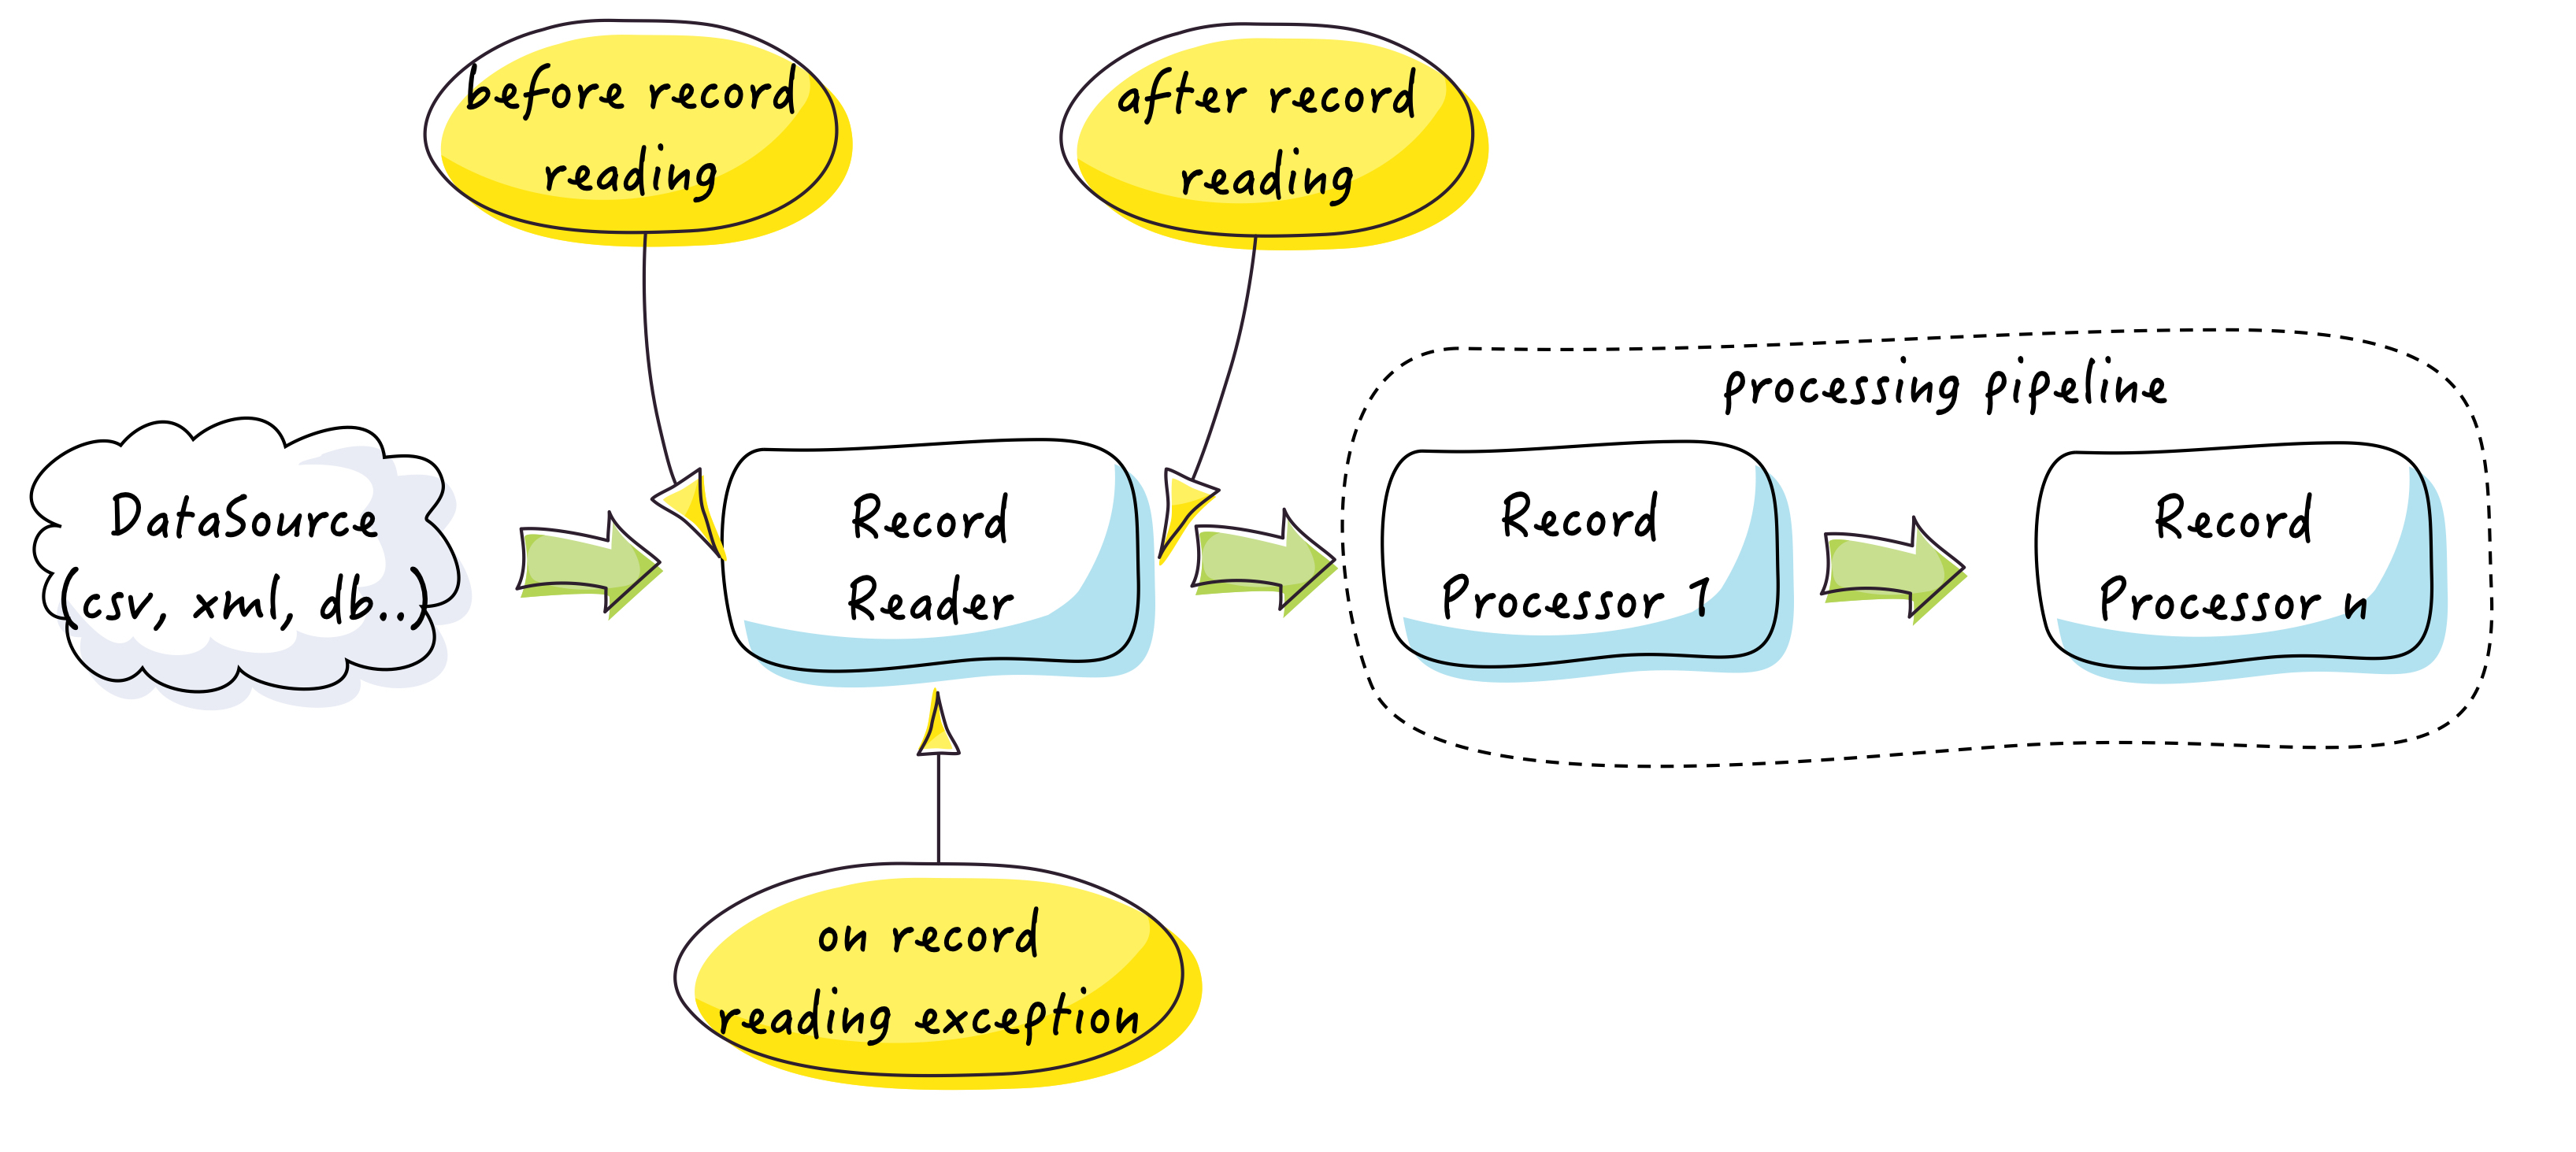 before record
reading
after record
reading
processing pipeline
DataSource
(csv, xml, db..)
Record
Reader
Record
Processor 1
Record
Processor n
on record
reading exception